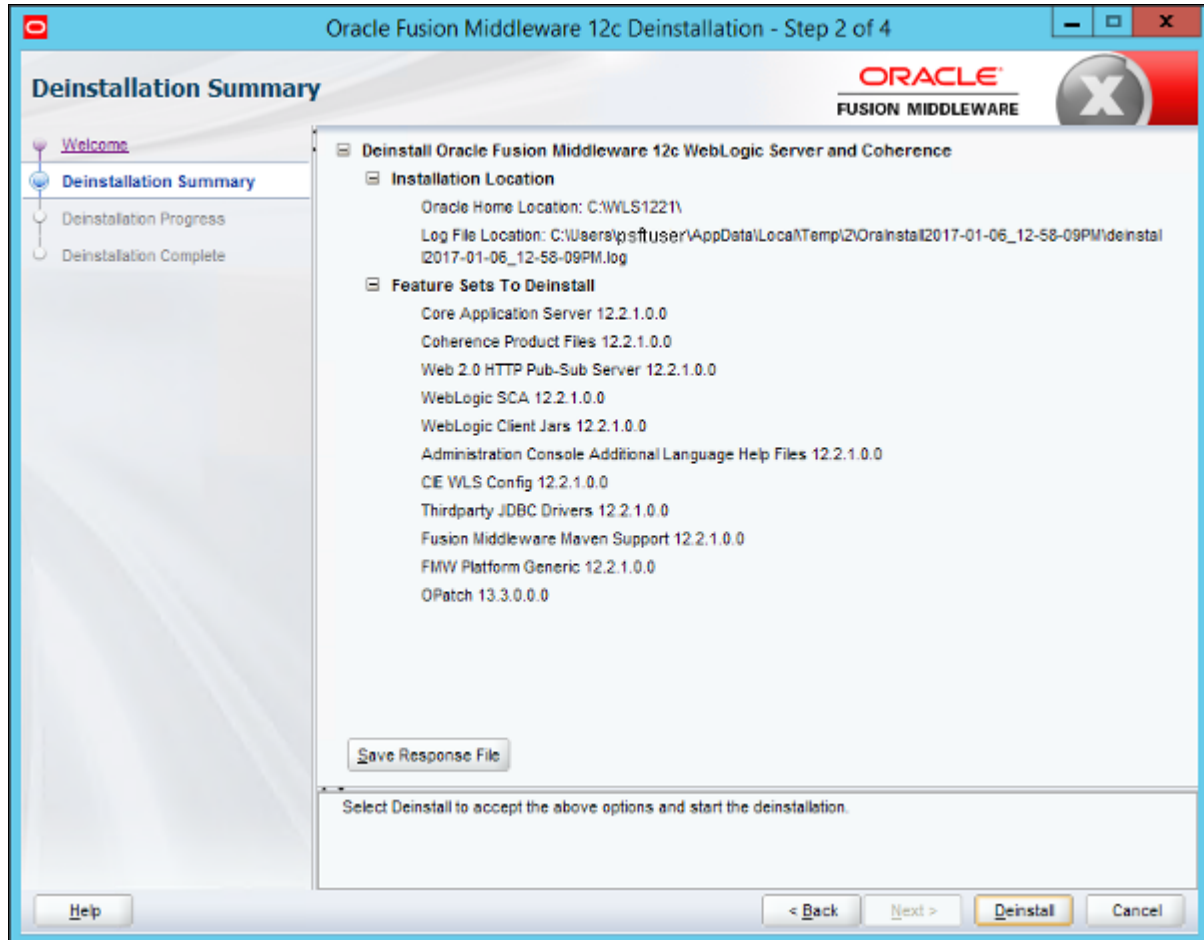 Oracle Fusion Middleware 12c Deinstallation - Step 2 of 4
Deinstallation Summary
ORACLE
FUSION MIDDLEWARE
Welcome
Deinstallation Summary
Deinstallation Progress
Deinstallation Complete
Deinstall Oracle Fusion Middleware 12c WebLogic Server and Coherence
Installation Location
Oracle Home Location: C:\WLS1221\
Log File Location: C:\Users\psftuser\AppData\Local\Temp\2\OraInstall2017-01-06_12-58-09PM\deinstal
l2017-01-06_12-58-09PM.log
Feature Sets To Deinstall
Core Application Server 12.2.1.0.0
Coherence Product Files 12.2.1.0.0
Web 2.0 HTTP Pub-Sub Server 12.2.1.0.0
WebLogic SCA 12.2.1.0.0
WebLogic Client Jars 12.2.1.0.0
Administration Console Additional Language Help Files 12.2.1.0.0
CIE WLS Config 12.2.1.0.0
Thirdparty JDBC Drivers 12.2.1.0.0
Fusion Middleware Maven Support 12.2.1.0.0
FMW Platform Generic 12.2.1.0.0
OPatch 13.3.0.0.0
Save Response File
Select Deinstall to accept the above options and start the deinstallation.
Help
< Back
Next >
Deinstall
Cancel